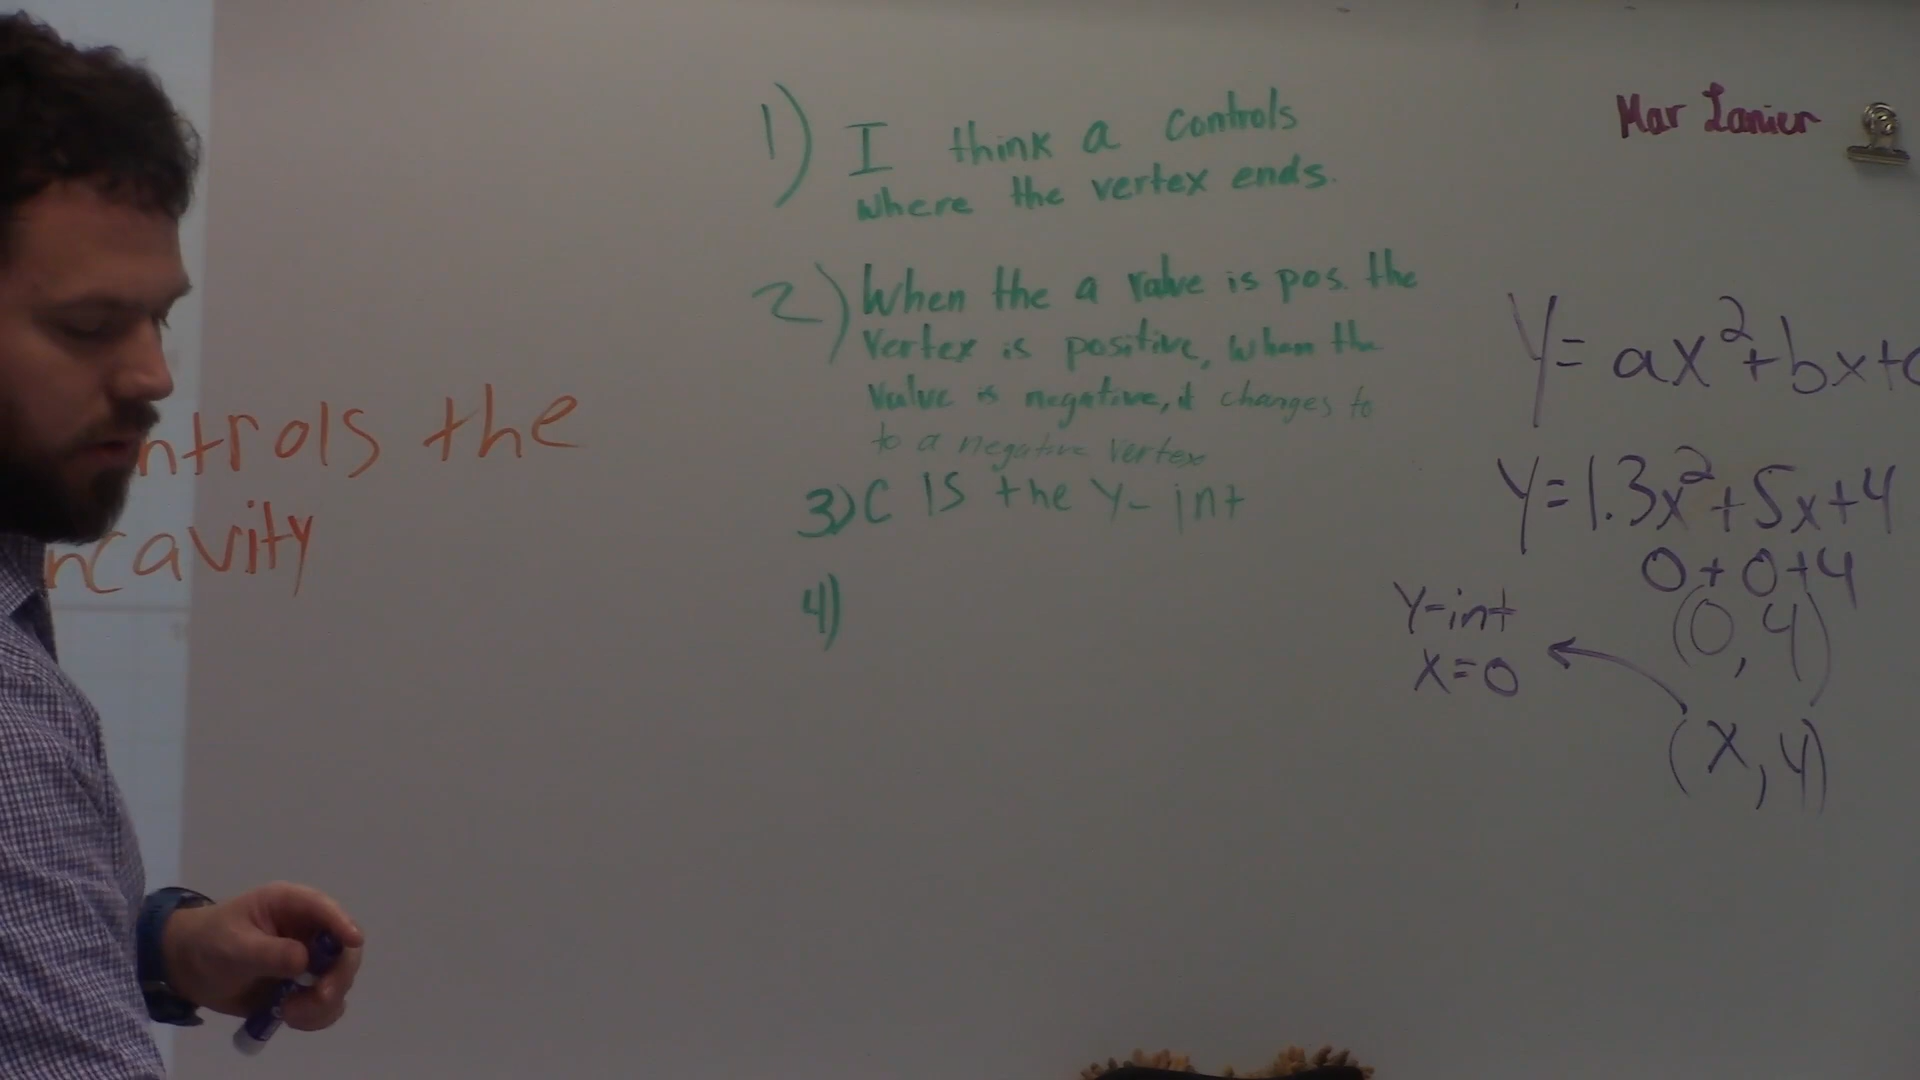 ntrols the
ncavity
1) I think a controls
where the vertex ends.
2) When the a value is pos. the
vertex is positive, when the
value is negative, it changes to
to a negative vertex
3) C IS the Y-int
4)
Mar Lanier
Y= ax²+bx+c
Y=1.3x²+5x+4
0+0+4
(0,4)
Y-int
X=0
(x,y)